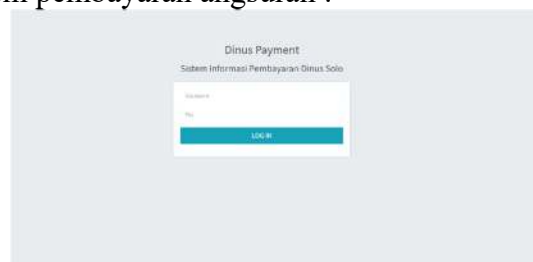 pembayaran angsuran .
Dinus Payment
Sistem Informasi Pembayaran Dinus Solo
LOG IN